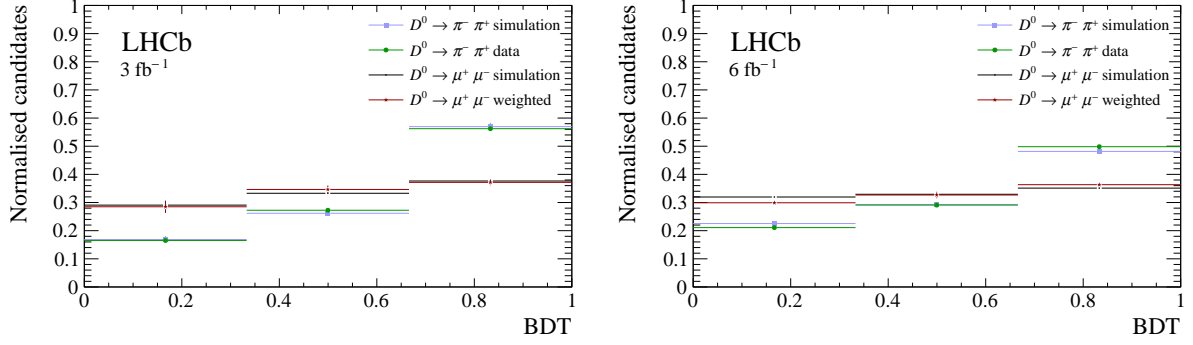 Normalised candidates
1
0.9
0.8
0.7
0.6
0.5
0.4
0.3
0.2
0.1
0
LHCb
3 fb⁻¹
D⁰ → π⁻ π⁺ simulation
D⁰ → π⁻ π⁺ data
D⁰ → μ⁺ μ⁻ simulation
D⁰ → μ⁺ μ⁻ weighted
0 0.2 0.4 0.6 0.8 1
BDT
Normalised candidates
1
0.9
0.8
0.7
0.6
0.5
0.4
0.3
0.2
0.1
0
LHCb
6 fb⁻¹
D⁰ → π⁻ π⁺ simulation
D⁰ → π⁻ π⁺ data
D⁰ → μ⁺ μ⁻ simulation
D⁰ → μ⁺ μ⁻ weighted
0 0.2 0.4 0.6 0.8 1
BDT